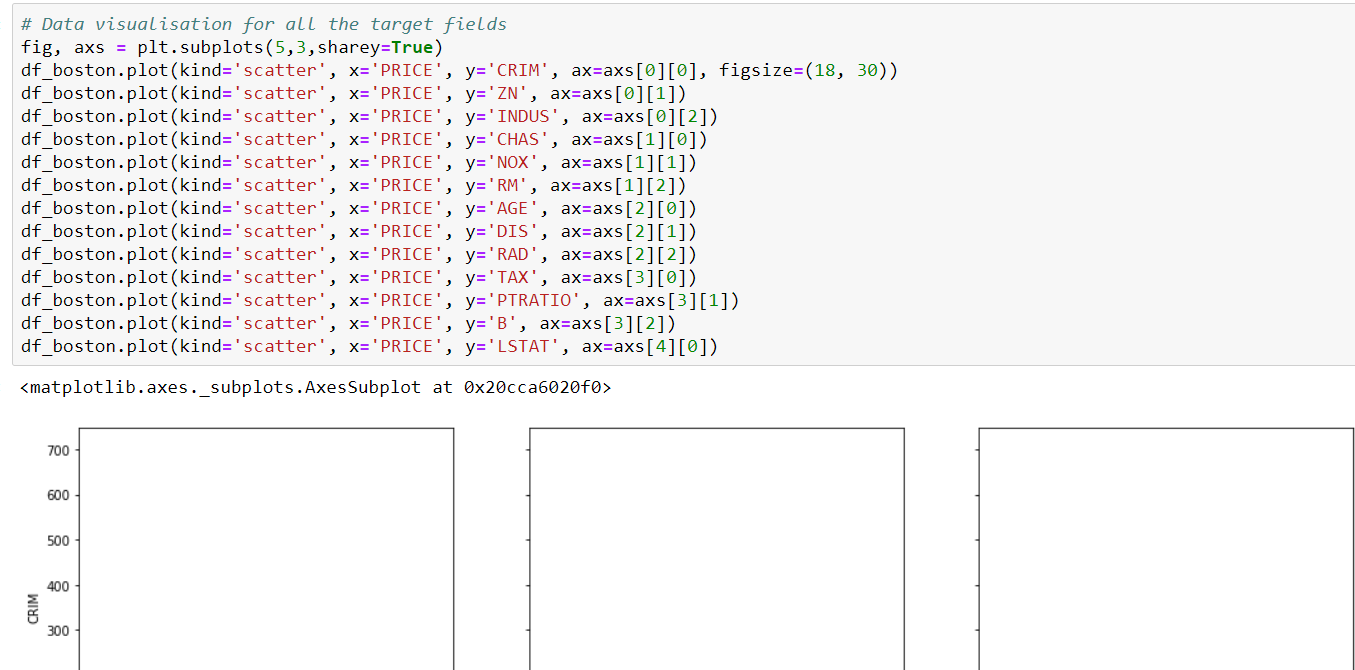 # Data visualisation for all the target fields
fig, axs = plt.subplots(5,3,sharey=True)
df_boston.plot(kind='scatter', x='PRICE', y='CRIM', ax=axs[0][0], figsize=(18, 30))
df_boston.plot(kind='scatter', x='PRICE', y='ZN', ax=axs[0][1])
df_boston.plot(kind='scatter', x='PRICE', y='INDUS', ax=axs[0][2])
df_boston.plot(kind='scatter', x='PRICE', y='CHAS', ax=axs[1][0])
df_boston.plot(kind='scatter', x='PRICE', y='NOX', ax=axs[1][1])
df_boston.plot(kind='scatter', x='PRICE', y='RM', ax=axs[1][2])
df_boston.plot(kind='scatter', x='PRICE', y='AGE', ax=axs[2][0])
df_boston.plot(kind='scatter', x='PRICE', y='DIS', ax=axs[2][1])
df_boston.plot(kind='scatter', x='PRICE', y='RAD', ax=axs[2][2])
df_boston.plot(kind='scatter', x='PRICE', y='TAX', ax=axs[3][0])
df_boston.plot(kind='scatter', x='PRICE', y='PTRATIO', ax=axs[3][1])
df_boston.plot(kind='scatter', x='PRICE', y='B', ax=axs[3][2])
df_boston.plot(kind='scatter', x='PRICE', y='LSTAT', ax=axs[4][0])
<matplotlib.axes._subplots.AxesSubplot at 0x20cca6020f0>
700
600
500
400
300
CRIM